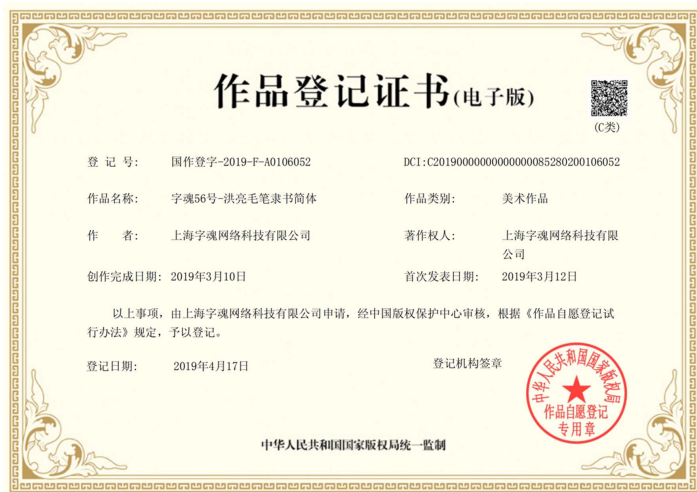 作品登记证书(电子版)
(C类)
登 记 号: 国作登字-2019-F-A0106052 DCI:C2019000000000000085280200106052
作品名称: 字魂56号-洪亮毛笔隶书简体 作品类别: 美术作品
作 者: 上海字魂网络科技有限公司 著作权人: 上海字魂网络科技有限
公司
创作完成日期: 2019年3月10日 首次发表日期: 2019年3月12日
以上事项，由上海字魂网络科技有限公司申请，经中国版权保护中心审核，根据《作品自愿登记试
行办法》规定，予以登记。
登记日期: 2019年4月17日 登记机构签章
中华人民共和国国家版权局
作品自愿登记
专用章
中华人民共和国国家版权局统一监制